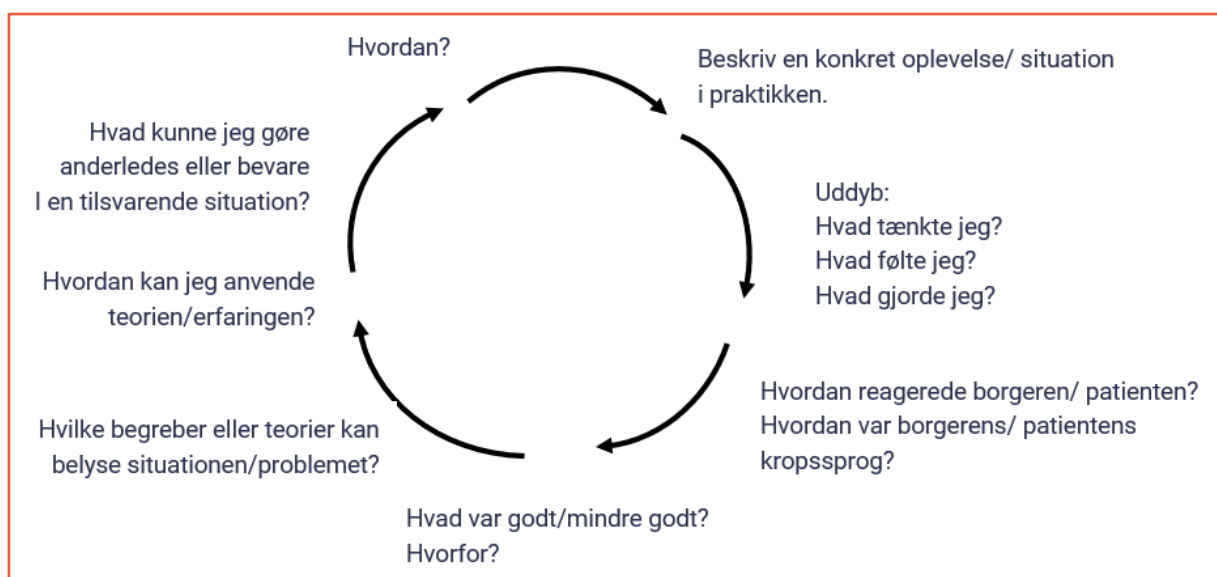 Hvordan?
Beskriv en konkret oplevelse/ situation
i praktikken.
Uddyb:
Hvad tænkte jeg?
Hvad følte jeg?
Hvad gjorde jeg?
Hvordan reagerede borgeren/ patienten?
Hvordan var borgerens/ patientens
kropssprog?
Hvad var godt/mindre godt?
Hvorfor?
Hvilke begreber eller teorier kan
belyse situationen/problemet?
Hvordan kan jeg anvende
teorien/erfaringen?
Hvad kunne jeg gøre
anderledes eller bevare
I en tilsvarende situation?